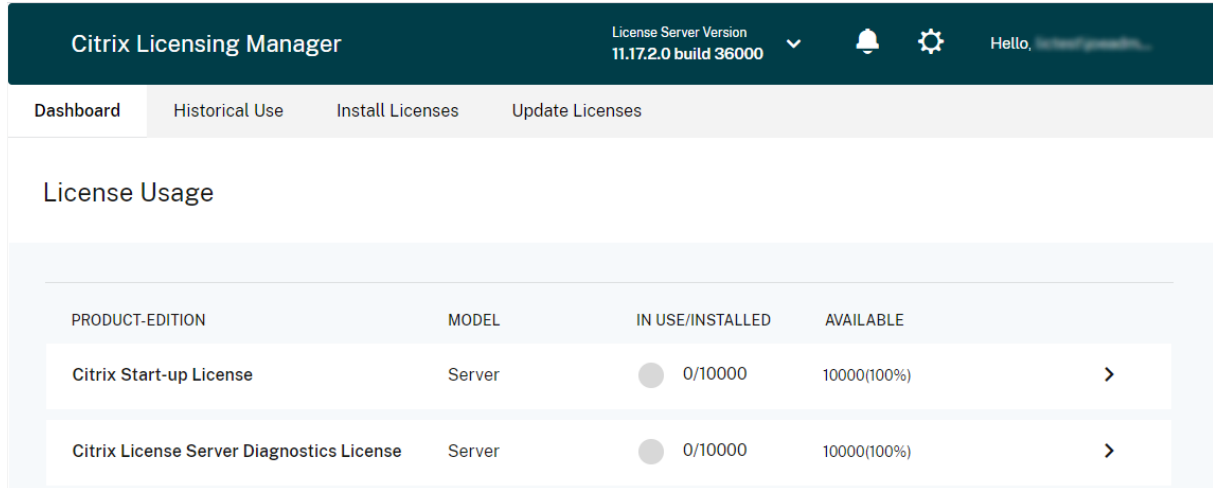 Citrix Licensing Manager
License Server Version
11.17.2.0 build 36000
Hello,
Dashboard Historical Use Install Licenses Update Licenses
License Usage
PRODUCT-EDITION MODEL IN USE/INSTALLED AVAILABLE
Citrix Start-up License Server 0/10000 10000(100%)
Citrix License Server Diagnostics License Server 0/10000 10000(100%)